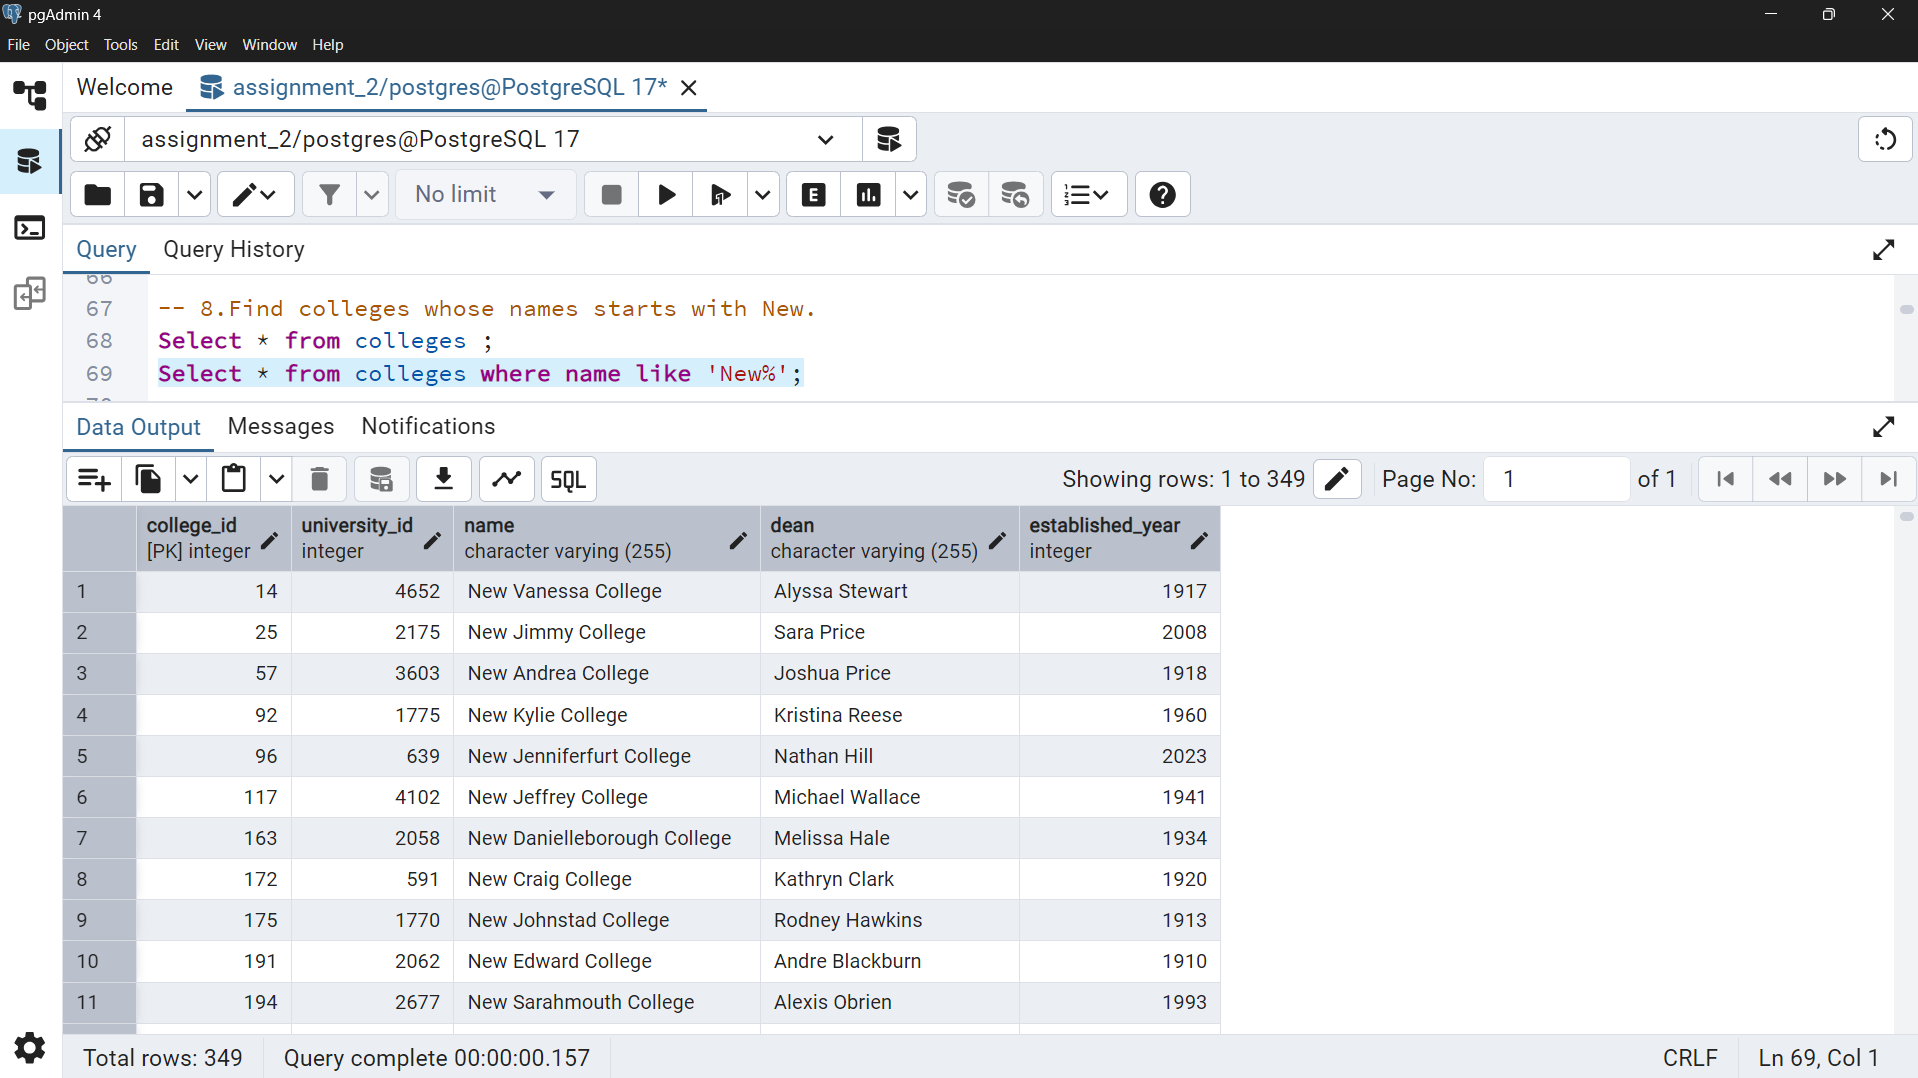 pgAdmin 4
File Object Tools Edit View Window Help
Welcome assignment_2/postgres@PostgreSQL 17*
assignment_2/postgres@PostgreSQL 17
No limit
Query Query History
66
67 -- 8.Find colleges whose names starts with New.
68 Select * from colleges ;
69 Select * from colleges where name like 'New%';
Data Output Messages Notifications
SQL Showing rows: 1 to 349 Page No: 1 of 1
college_id university_id name dean established_year
[PK] integer integer character varying (255) character varying (255) integer
1 14 4652 New Vanessa College Alyssa Stewart 1917
2 25 2175 New Jimmy College Sara Price 2008
3 57 3603 New Andrea College Joshua Price 1918
4 92 1775 New Kylie College Kristina Reese 1960
5 96 639 New Jenniferfurt College Nathan Hill 2023
6 117 4102 New Jeffrey College Michael Wallace 1941
7 163 2058 New Danielleborough College Melissa Hale 1934
8 172 591 New Craig College Kathryn Clark 1920
9 175 1770 New Johnstad College Rodney Hawkins 1913
10 191 2062 New Edward College Andre Blackburn 1910
11 194 2677 New Sarahmouth College Alexis Obrien 1993
Total rows: 349 Query complete 00:00:00.157 CRLF Ln 69, Col 1